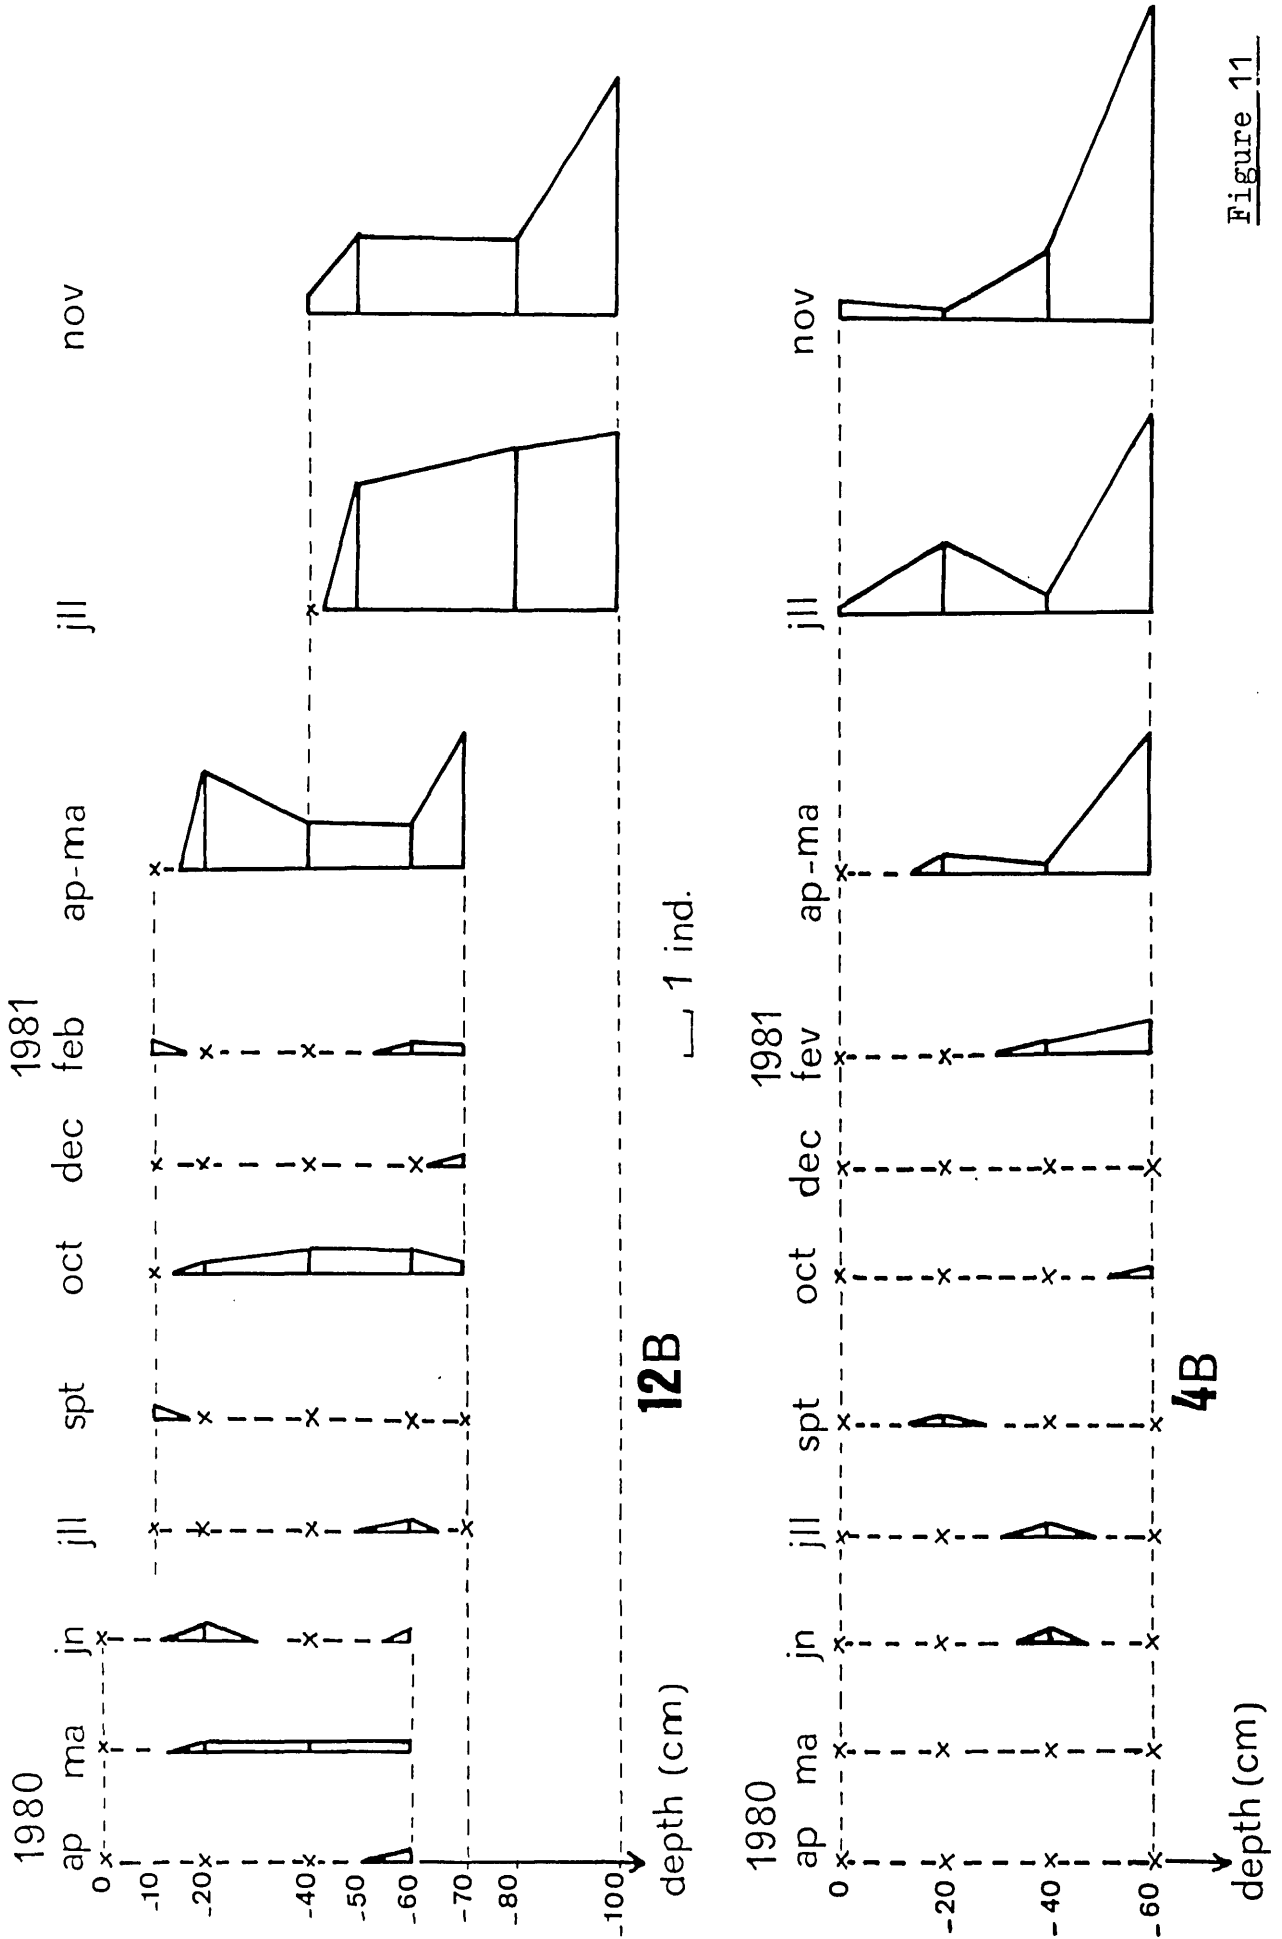 1980 1981
ap ma jn jll spt oct dec feb ap-ma jll nov
0
-10
-20
-40
-50
-60
-70
-80
-100
depth (cm)
12B
1 ind.
1980 1981
ap ma jn jll spt oct dec fev ap-ma jll nov
0
-20
-40
-60
depth (cm)
4B
Figure 11